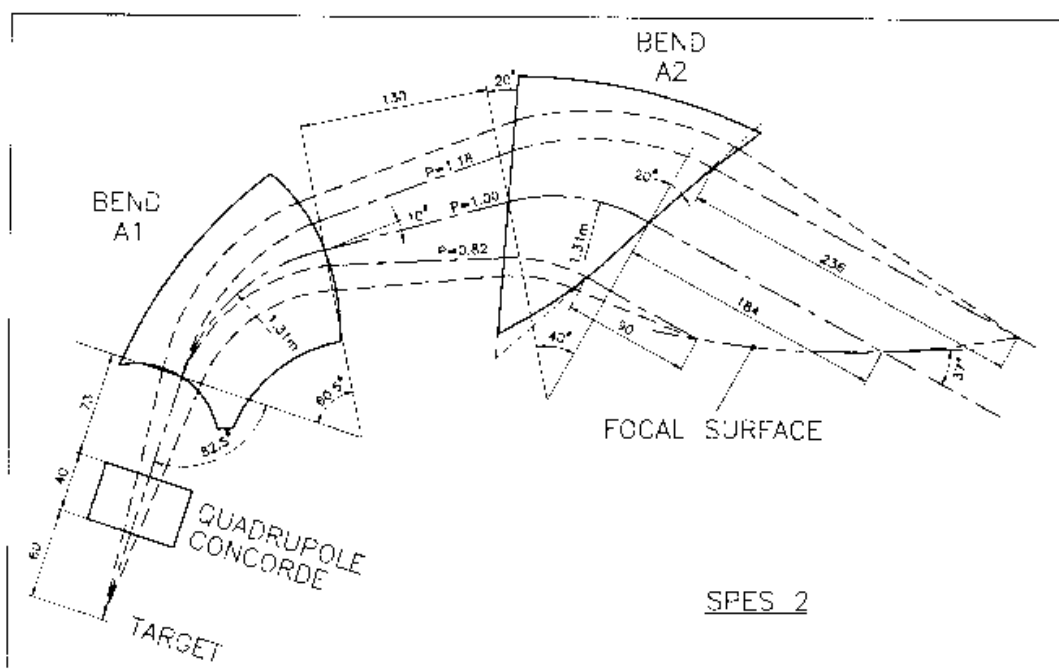 BEND
A2
20°
130
P=1.18
BEND
A1
10°
P=1.00
20°
P=0.82
1.31m
236
1.31m
184
90
40°
37°
73
60.5°
82.5°
FOCAL SURFACE
40
QUADRUPOLE
CONCORDE
60
SPES 2
TARGET